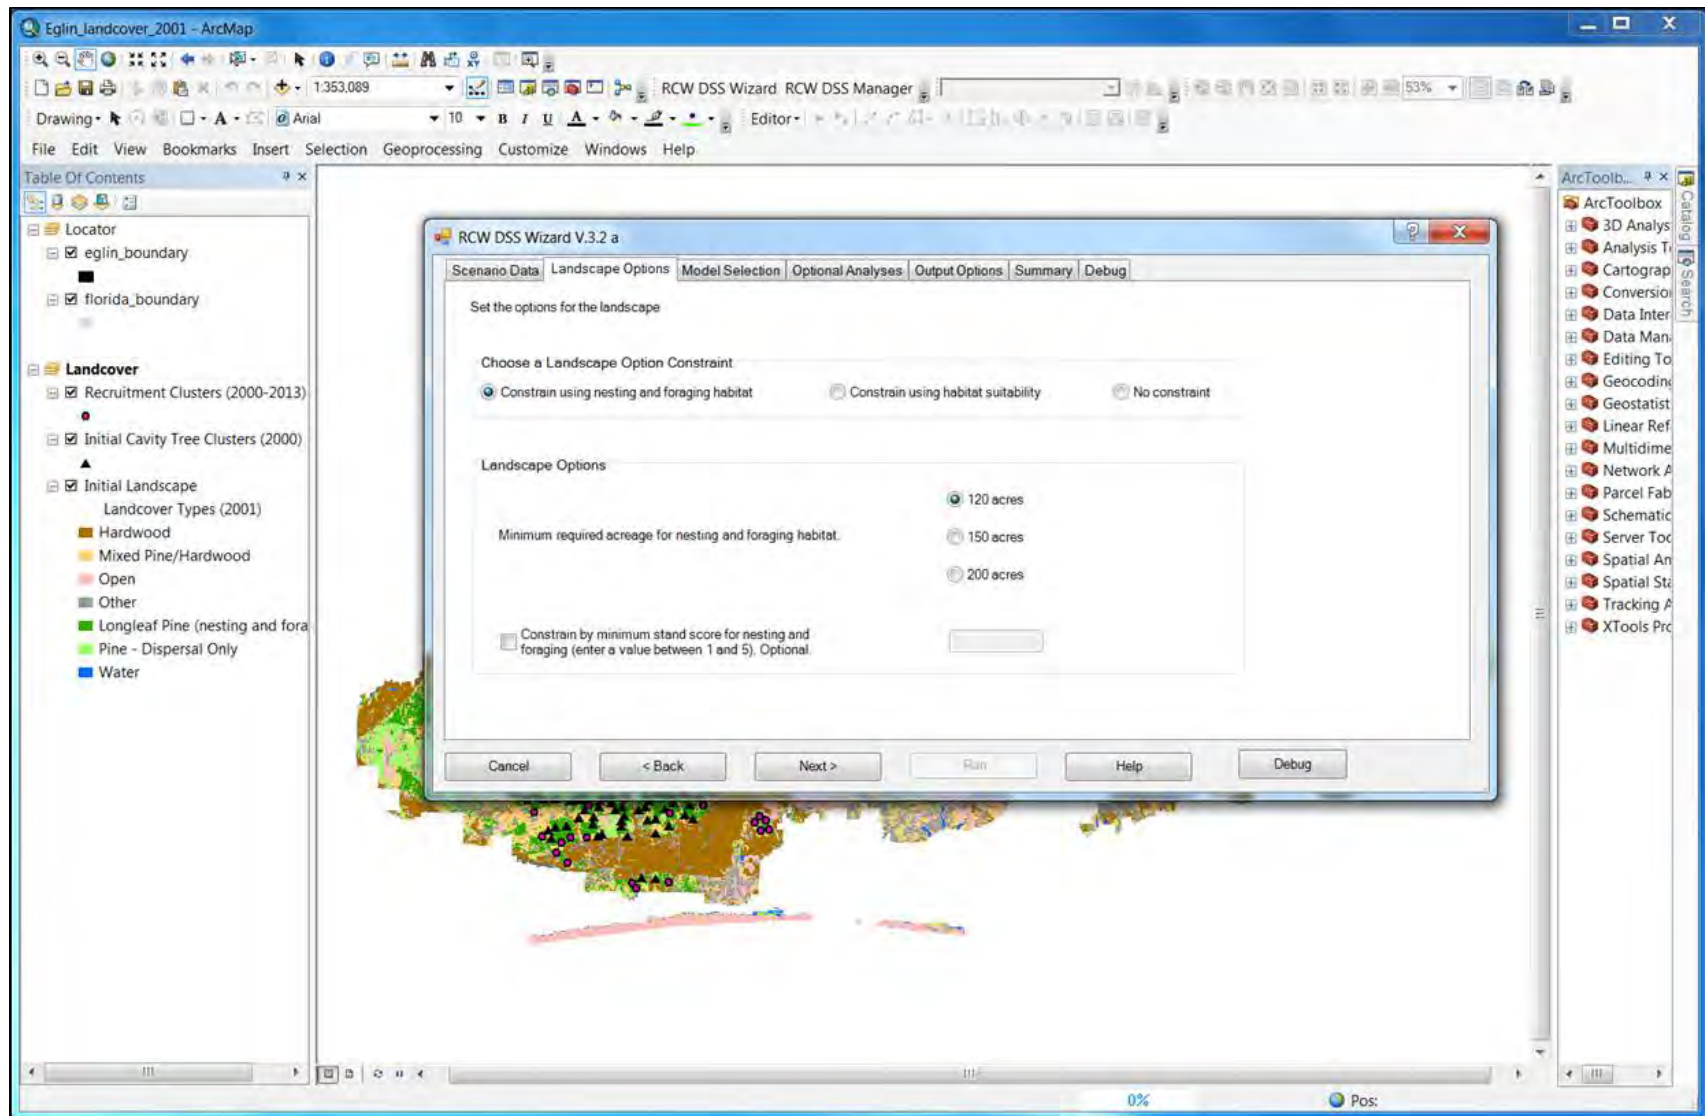 Eglin_landcover_2001 - ArcMap
1:353,089
RCW DSS Wizard RCW DSS Manager
53%
Drawing
A
Arial
10
B I U A
Editor
File Edit View Bookmarks Insert Selection Geoprocessing Customize Windows Help
Table Of Contents
Locator
eglin_boundary
florida_boundary
Landcover
Recruitment Clusters (2000-2013)
Initial Cavity Tree Clusters (2000)
Initial Landscape
Landcover Types (2001)
Hardwood
Mixed Pine/Hardwood
Open
Other
Longleaf Pine (nesting and fora
Pine - Dispersal Only
Water
RCW DSS Wizard V.3.2 a
Scenario Data Landscape Options Model Selection Optional Analyses Output Options Summary Debug
Set the options for the landscape
Choose a Landscape Option Constraint
Constrain using nesting and foraging habitat Constrain using habitat suitability No constraint
Landscape Options
120 acres
Minimum required acreage for nesting and foraging habitat. 150 acres
200 acres
Constrain by minimum stand score for nesting and
foraging (enter a value between 1 and 5). Optional.
Cancel < Back Next > Run Help Debug
ArcToolb...
ArcToolbox
3D Analys
Analysis T
Cartograp
Conversio
Data Inter
Data Man
Editing To
Geocoding
Geostatist
Linear Ref
Multidime
Network A
Parcel Fab
Schematic
Server Too
Spatial An
Spatial Sta
Tracking A
XTools Pro
Catalog
Search
0% Pos: